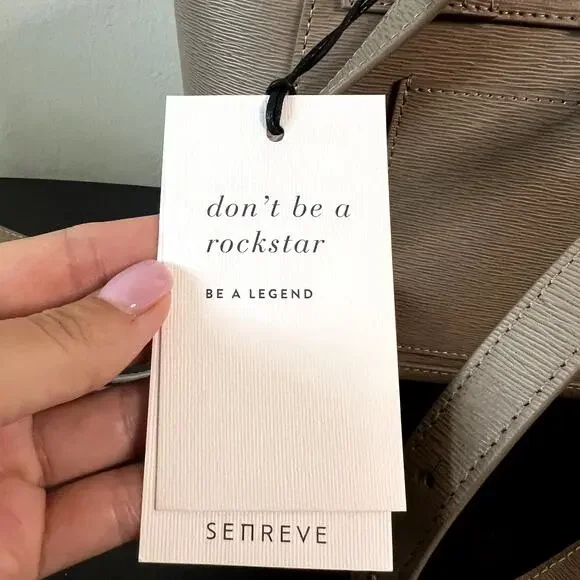 don't be a
rockstar
BE A LEGEND
SENREVE